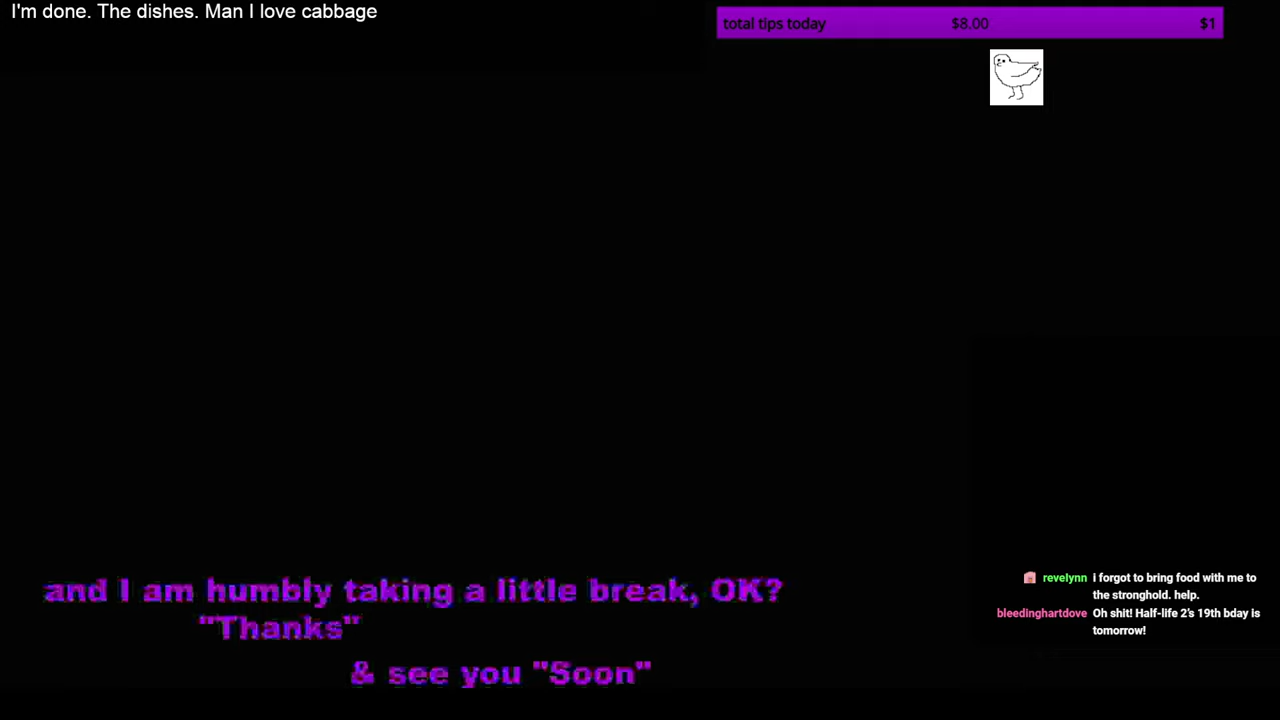 I'm done. The dishes. Man I love cabbage
total tips today $8.00 $1
revelynn i forgot to bring food with me to
the stronghold. help.
bleedinghartdove Oh shit! Half-life 2's 19th bday is
tomorrow!
and I am humbly taking a little break, OK?
"Thanks"
& see you "Soon"